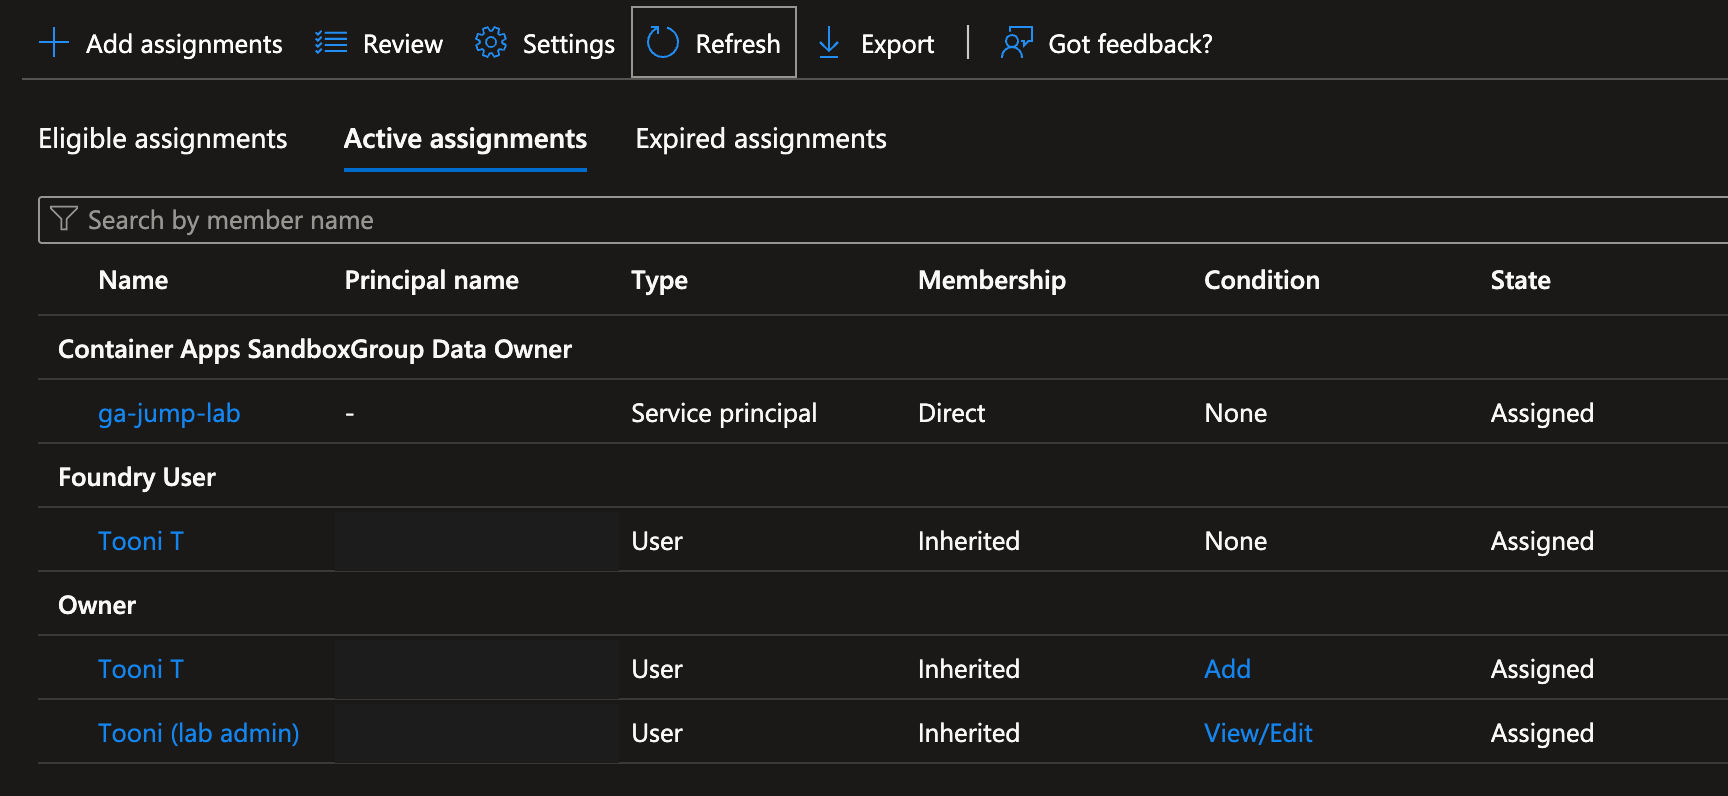 Add assignments Review Settings Refresh Export | Got feedback?
Eligible assignments Active assignments Expired assignments
Search by member name
Name Principal name Type Membership Condition State
Container Apps SandboxGroup Data Owner
ga-jump-lab - Service principal Direct None Assigned
Foundry User
Tooni T User Inherited None Assigned
Owner
Tooni T User Inherited Add Assigned
Tooni (lab admin) User Inherited View/Edit Assigned